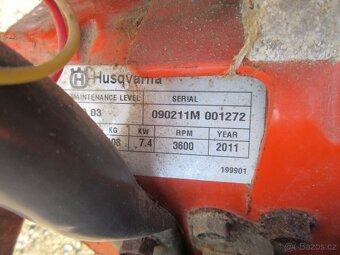 Husqvarna
MAINTENANCE LEVEL SERIAL
03 090211M 001272
KG KW RPM YEAR
7.4 3600 2011
199901
bazos.cz